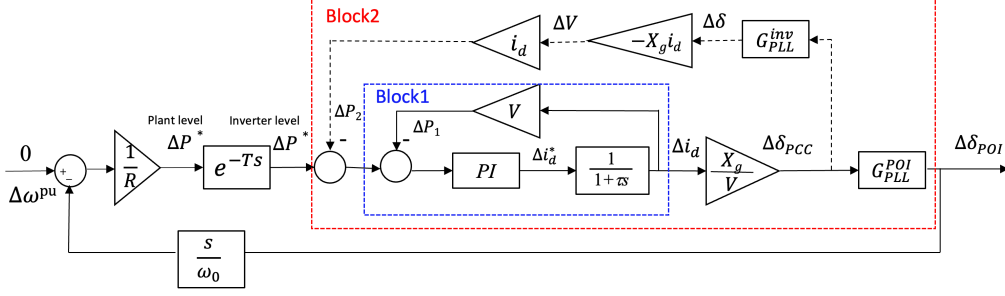 Block2
i_d
ΔV
−X_g i_d
Δδ
G_PLL^inv
Block1
V
ΔP_2
ΔP_1
Plant level
Inverter level
0
ΔP *
ΔP *
Δi_d^*
Δi_d
Δδ_PCC
Δδ_POI
+
−
1/R
e^−Ts
-
-
PI
1/(1+τs)
X_g/V
G_PLL^POI
Δω^pu
s/ω_0